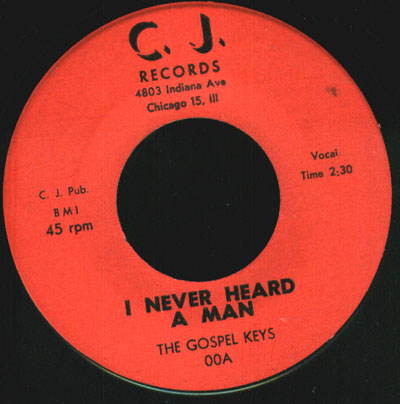 C. J.
RECORDS
4803 Indiana Ave
Chicago 15, Ill
Vocal
Time 2:30
C. J. Pub.
BMI
45 rpm
I NEVER HEARD
A MAN
THE GOSPEL KEYS
00A